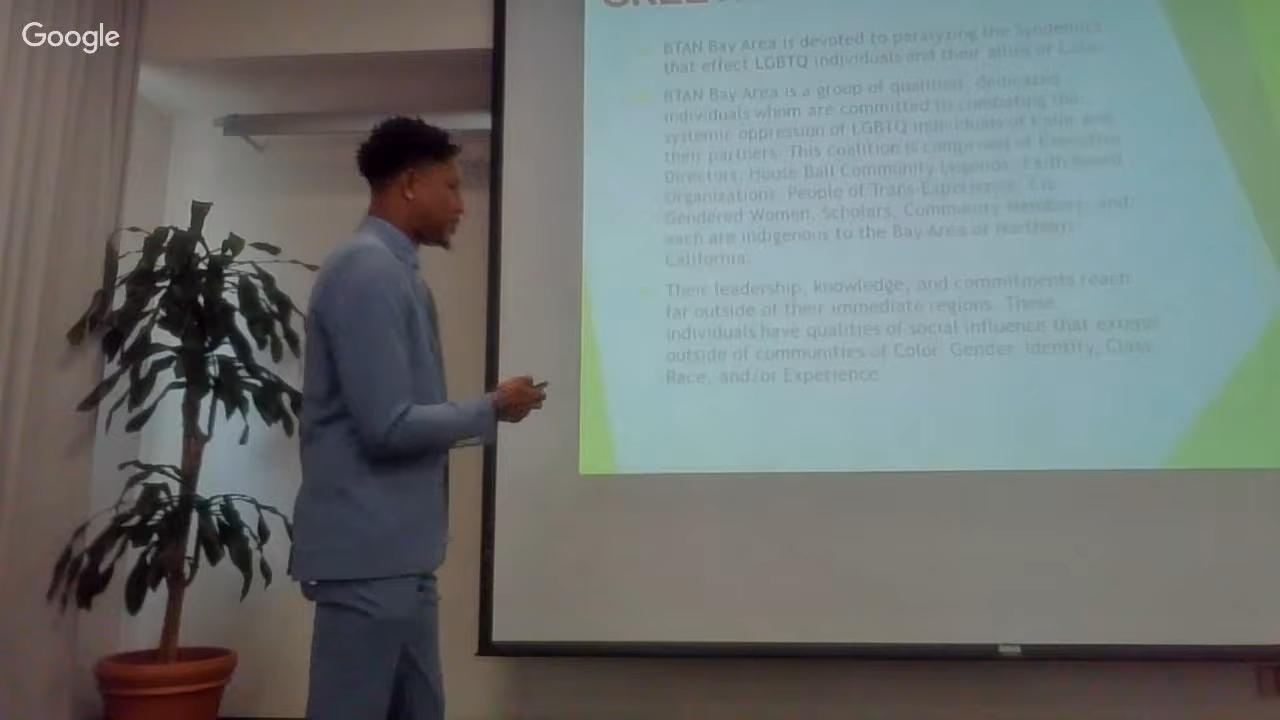 Google
BTAN Bay Area is devoted to paralyzing the Syndemics
that effect LGBTQ individuals and their allies of Color
BTAN Bay Area is a group of qualified, dedicated
individuals whom are committed to combating the
systemic oppression of LGBTQ individuals of Color and
their partners. This coalition is comprised of Executive
Directors, House Ball Community Legends, Faith Based
Organizations, People of Trans-Experience, Cis-
Gendered Women, Scholars, Community Members, and
each are indigenous to the Bay Area or Northern
California.
Their leadership, knowledge, and commitments reach
far outside of their immediate regions. These
individuals have qualities of social influence that
outside of communities of Color, Gender, Identity, Class,
Race, and/or Experience